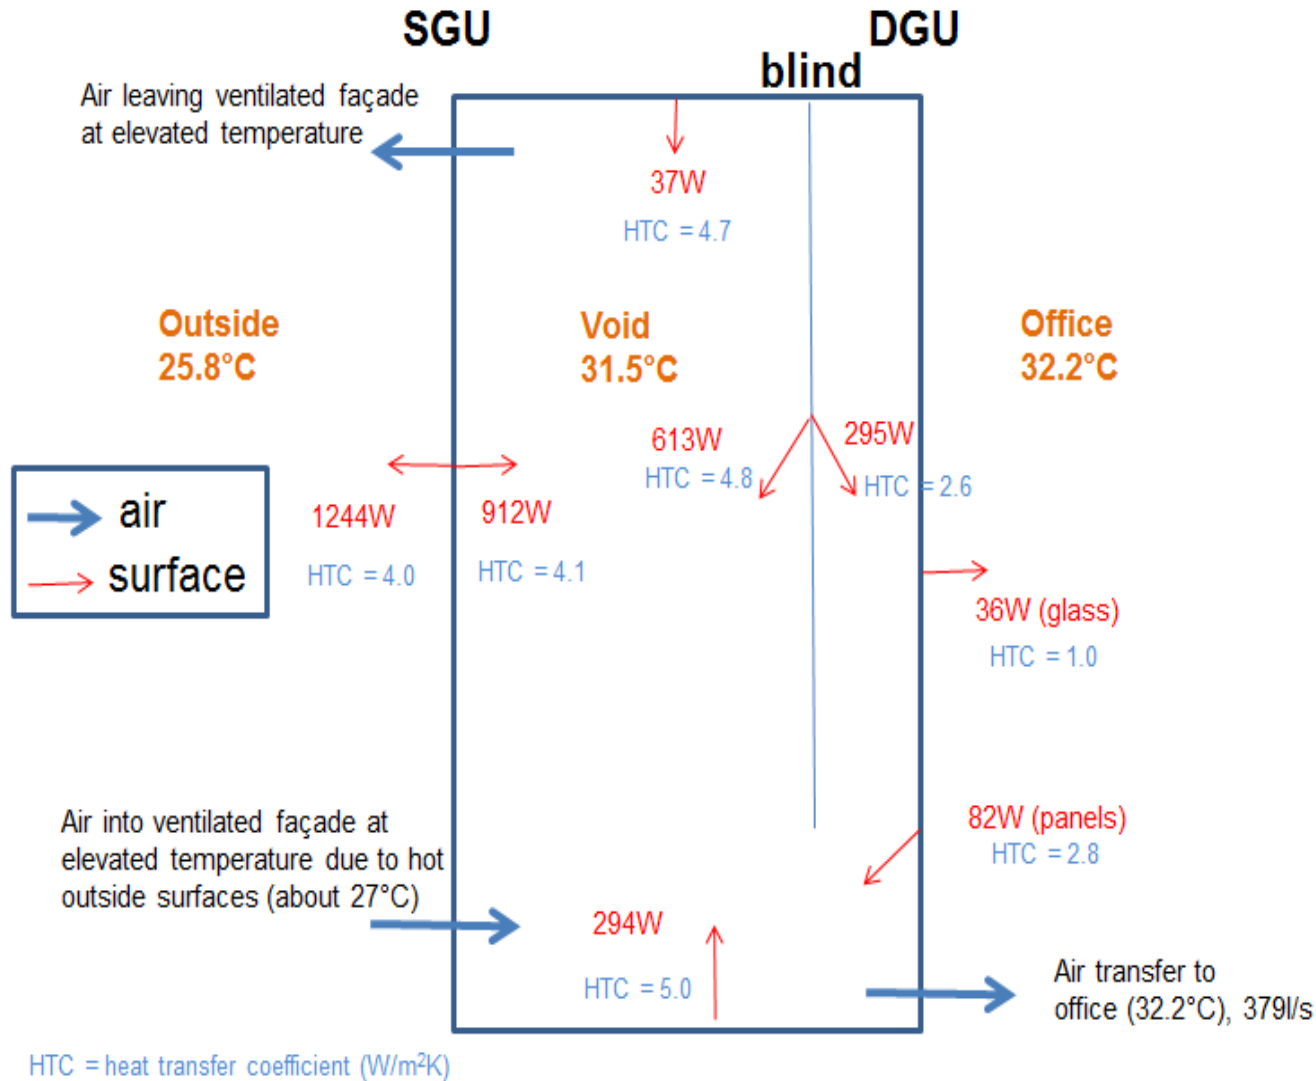 SGU
DGU
blind
Air leaving ventilated façade
at elevated temperature
37W
HTC = 4.7
Outside
25.8°C
Void
31.5°C
Office
32.2°C
613W
HTC = 4.8
295W
HTC = 2.6
air
surface
1244W
HTC = 4.0
912W
HTC = 4.1
36W (glass)
HTC = 1.0
Air into ventilated façade at
elevated temperature due to hot
outside surfaces (about 27°C)
82W (panels)
HTC = 2.8
294W
HTC = 5.0
Air transfer to
office (32.2°C), 379l/s
HTC = heat transfer coefficient (W/m²K)